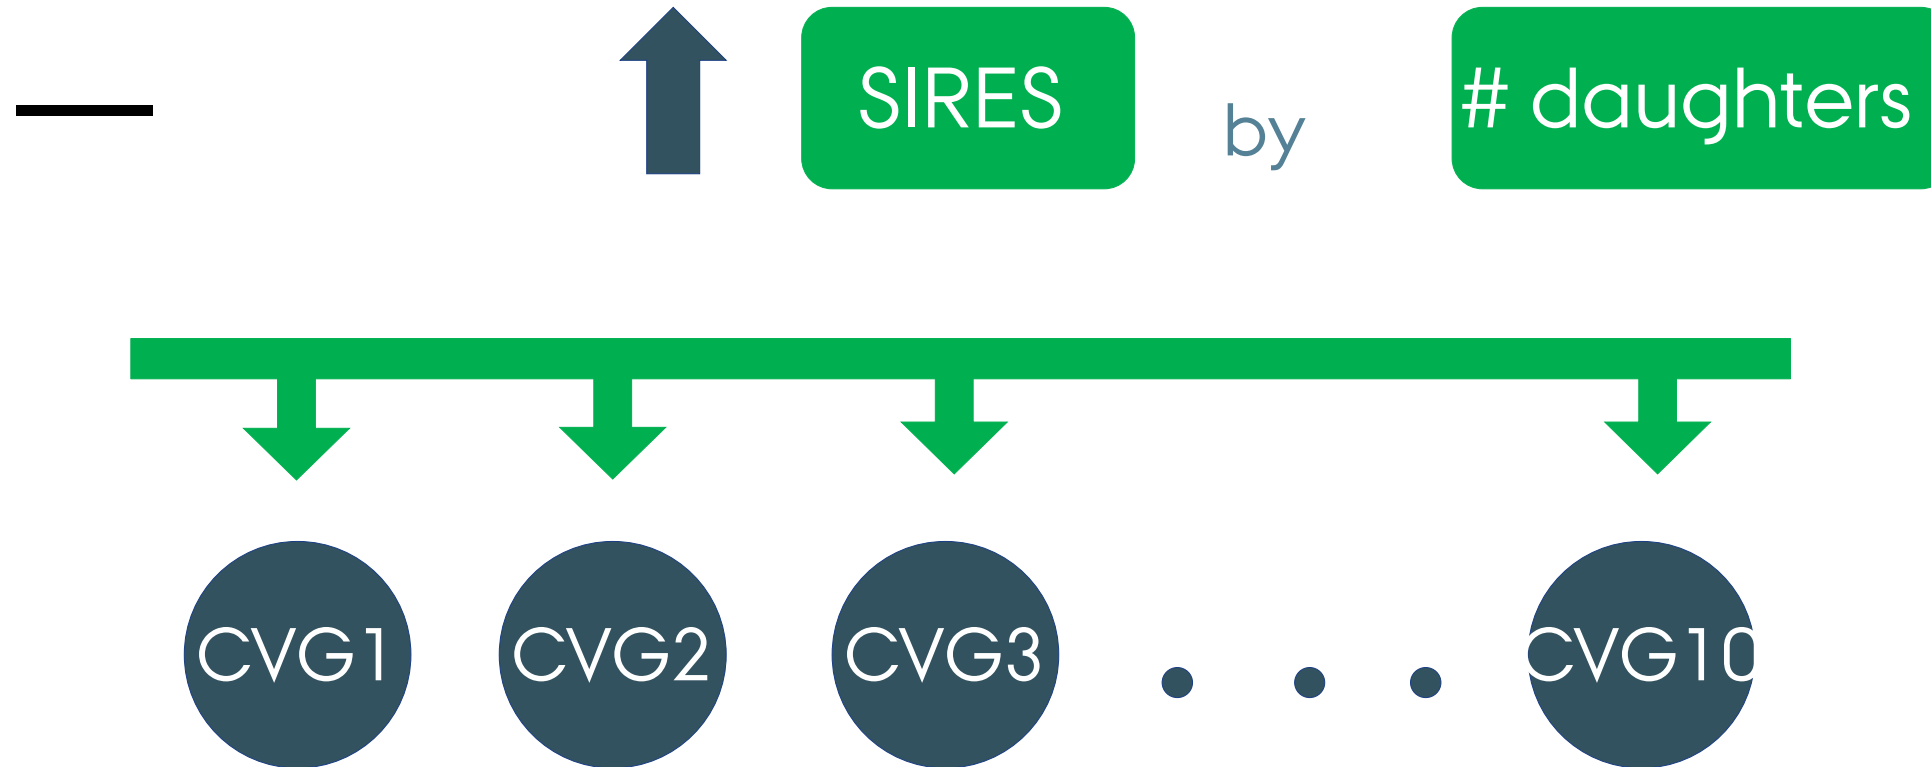 SIRES by # daughters
CVG1 CVG2 CVG3 . . . CVG10